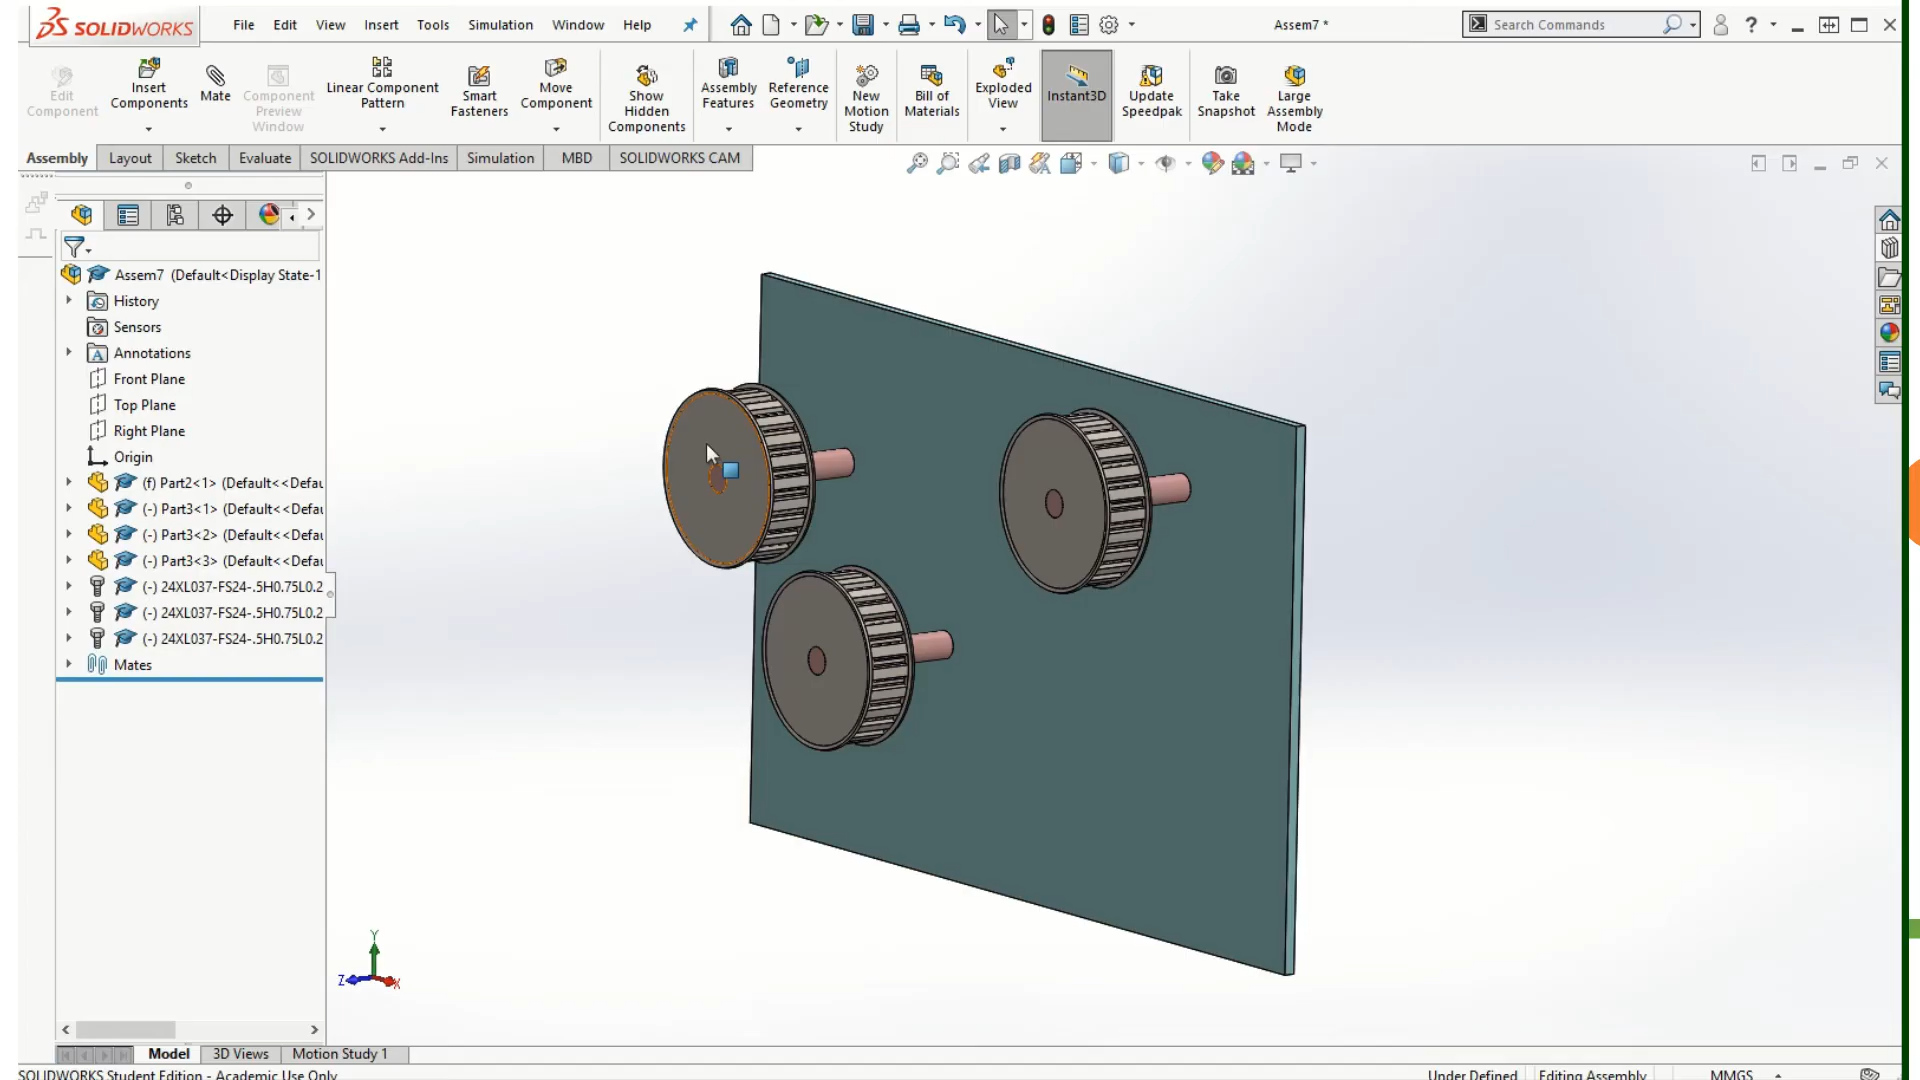 SOLIDWORKS File Edit View Insert Tools Simulation Window Help Assem7 * Search Commands ?
Edit Component
Insert Components
Mate
Component Preview Window
Linear Component Pattern
Smart Fasteners
Move Component
Show Hidden Components
Assembly Features
Reference Geometry
New Motion Study
Bill of Materials
Exploded View
Instant3D
Update Speedpak
Take Snapshot
Large Assembly Mode
Assembly Layout Sketch Evaluate SOLIDWORKS Add-Ins Simulation MBD SOLIDWORKS CAM
Assem7 (Default<Display State-1
History
Sensors
Annotations
Front Plane
Top Plane
Right Plane
Origin
(f) Part2<1> (Default<<Defau
(-) Part3<1> (Default<<Defau
(-) Part3<2> (Default<<Defau
(-) Part3<3> (Default<<Defau
(-) 24XL037-FS24-.5H0.75L0.2
(-) 24XL037-FS24-.5H0.75L0.2
(-) 24XL037-FS24-.5H0.75L0.2
Mates
Y
Z
X
Model 3D Views Motion Study 1
SOLIDWORKS Student Edition - Academic Use Only Under Defined Editing Assembly MMGS